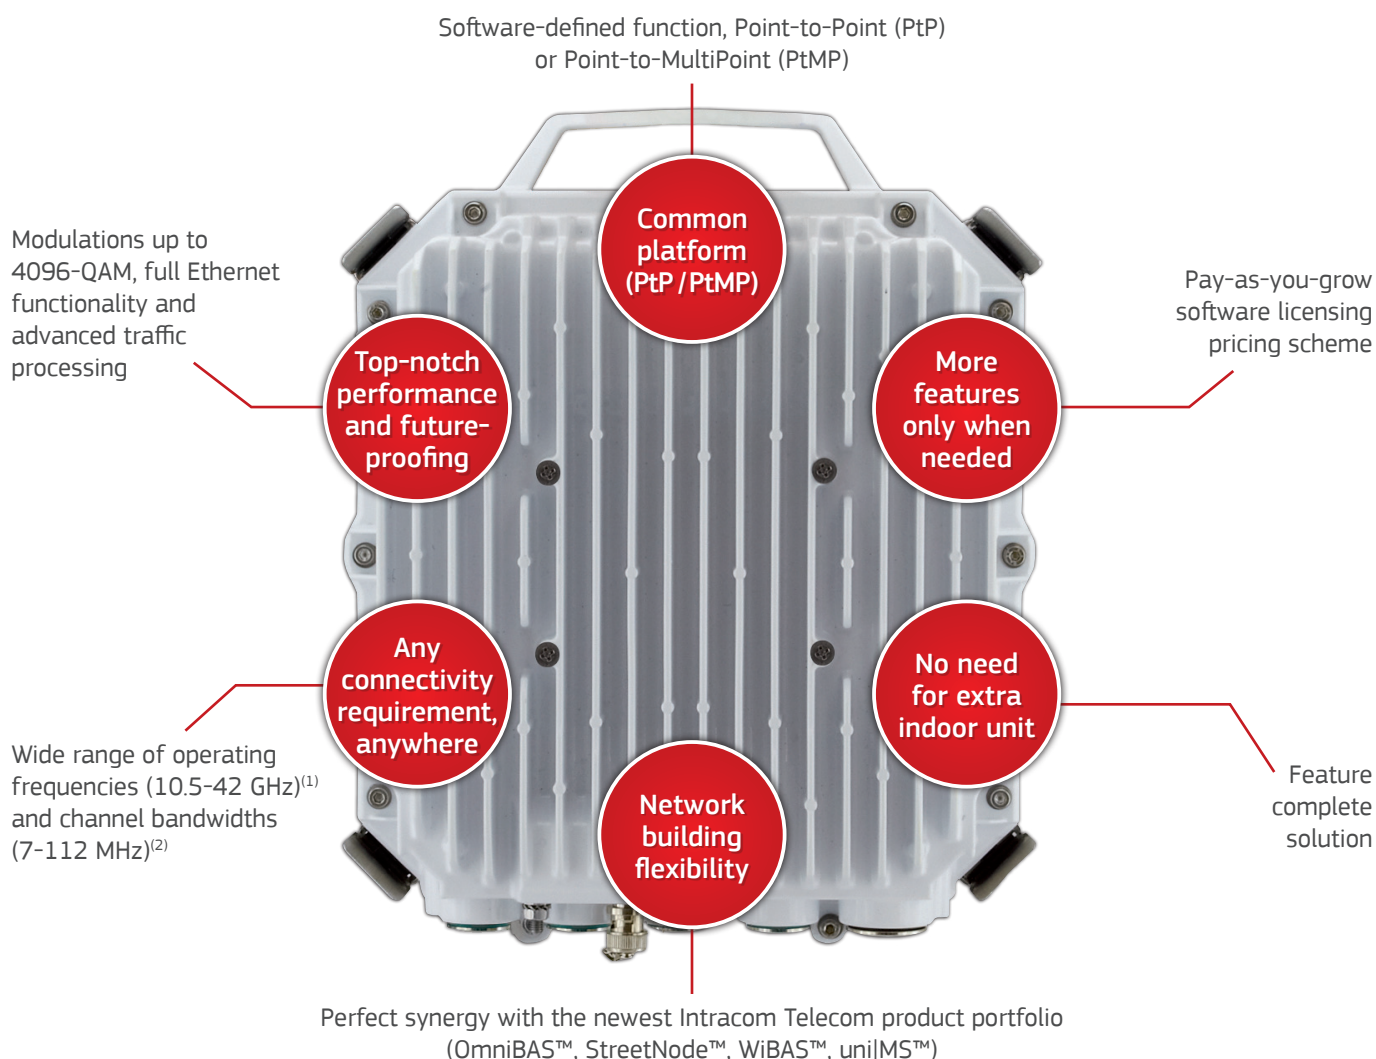 Software-defined function, Point-to-Point (PtP)
or Point-to-MultiPoint (PtMP)
Common
platform
(PtP / PtMP)
Modulations up to
4096-QAM, full Ethernet
functionality and
advanced traffic
processing
Top-notch
performance
and future-
proofing
More
features
only when
needed
Pay-as-you-grow
software licensing
pricing scheme
Any
connectivity
requirement,
anywhere
Wide range of operating
frequencies (10.5-42 GHz)(1)
and channel bandwidths
(7-112 MHz)(2)
No need
for extra
indoor unit
Feature
complete
solution
Network
building
flexibility
Perfect synergy with the newest Intracom Telecom product portfolio
(OmniBAS™, StreetNode™, WiBAS™, uni|MS™)